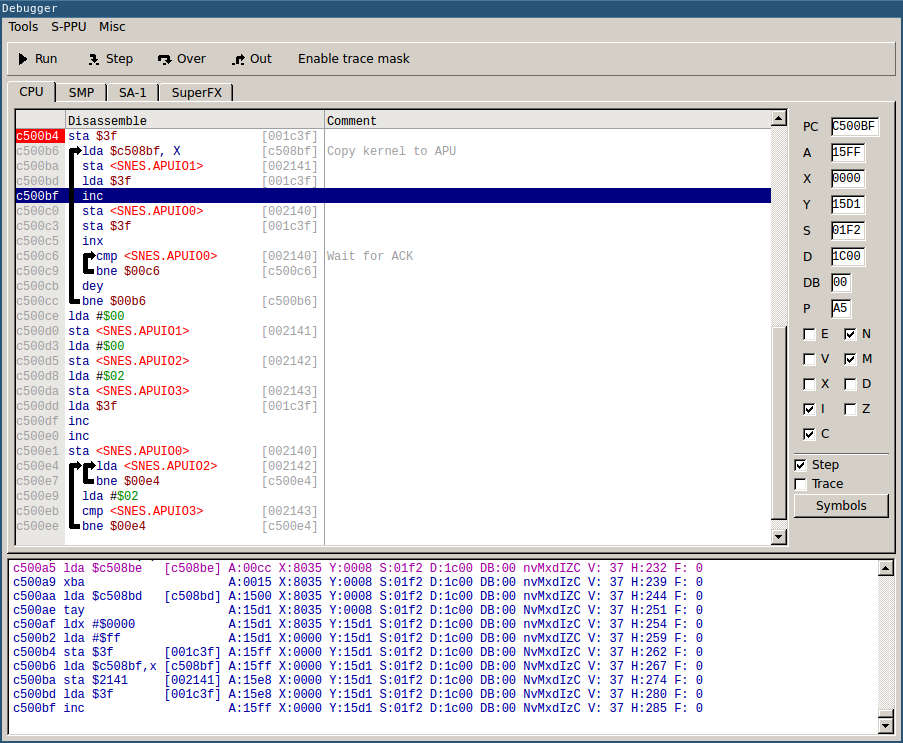 Debugger
Tools S-PPU Misc
Run Step Over Out Enable trace mask
CPU SMP SA-1 SuperFX
Disassemble Comment
c500b4 sta $3f [001c3f]
c500b6 lda $c508bf, X [c508bf] Copy kernel to APU
c500ba sta <SNES.APUIO1> [002141]
c500bd lda $3f [001c3f]
c500bf inc
c500c0 sta <SNES.APUIO0> [002140]
c500c3 sta $3f [001c3f]
c500c5 inx
c500c6 cmp <SNES.APUIO0> [002140] Wait for ACK
c500c9 bne $00c6 [c500c6]
c500cb dey
c500cc bne $00b6 [c500b6]
c500ce lda #$00
c500d0 sta <SNES.APUIO1> [002141]
c500d3 lda #$00
c500d5 sta <SNES.APUIO2> [002142]
c500d8 lda #$02
c500da sta <SNES.APUIO3> [002143]
c500dd lda $3f [001c3f]
c500df inc
c500e0 inc
c500e1 sta <SNES.APUIO0> [002140]
c500e4 lda <SNES.APUIO2> [002142]
c500e7 bne $00e4 [c500e4]
c500e9 lda #$02
c500eb cmp <SNES.APUIO3> [002143]
c500ee bne $00e4 [c500e4]
PC C500BF
A 15FF
X 0000
Y 15D1
S 01F2
D 1C00
DB 00
P A5
E N
V M
X D
I Z
C
Step
Trace
Symbols
c500a5 lda $c508be [c508be] A:00cc X:8035 Y:0008 S:01f2 D:1c00 DB:00 nvMxdIZC V: 37 H:232 F: 0
c500a9 xba A:0015 X:8035 Y:0008 S:01f2 D:1c00 DB:00 nvMxdIzC V: 37 H:239 F: 0
c500aa lda $c508bd [c508bd] A:1500 X:8035 Y:0008 S:01f2 D:1c00 DB:00 nvMxdIZC V: 37 H:244 F: 0
c500ae tay A:15d1 X:8035 Y:0008 S:01f2 D:1c00 DB:00 NvMxdIzC V: 37 H:251 F: 0
c500af ldx #$0000 A:15d1 X:8035 Y:15d1 S:01f2 D:1c00 DB:00 nvMxdIzC V: 37 H:254 F: 0
c500b2 lda #$ff A:15d1 X:0000 Y:15d1 S:01f2 D:1c00 DB:00 nvMxdIZC V: 37 H:259 F: 0
c500b4 sta $3f [001c3f] A:15ff X:0000 Y:15d1 S:01f2 D:1c00 DB:00 NvMxdIzC V: 37 H:262 F: 0
c500b6 lda $c508bf,x [c508bf] A:15ff X:0000 Y:15d1 S:01f2 D:1c00 DB:00 NvMxdIzC V: 37 H:267 F: 0
c500ba sta $2141 [002141] A:15e8 X:0000 Y:15d1 S:01f2 D:1c00 DB:00 NvMxdIzC V: 37 H:274 F: 0
c500bd lda $3f [001c3f] A:15e8 X:0000 Y:15d1 S:01f2 D:1c00 DB:00 NvMxdIzC V: 37 H:280 F: 0
c500bf inc A:15ff X:0000 Y:15d1 S:01f2 D:1c00 DB:00 NvMxdIzC V: 37 H:285 F: 0